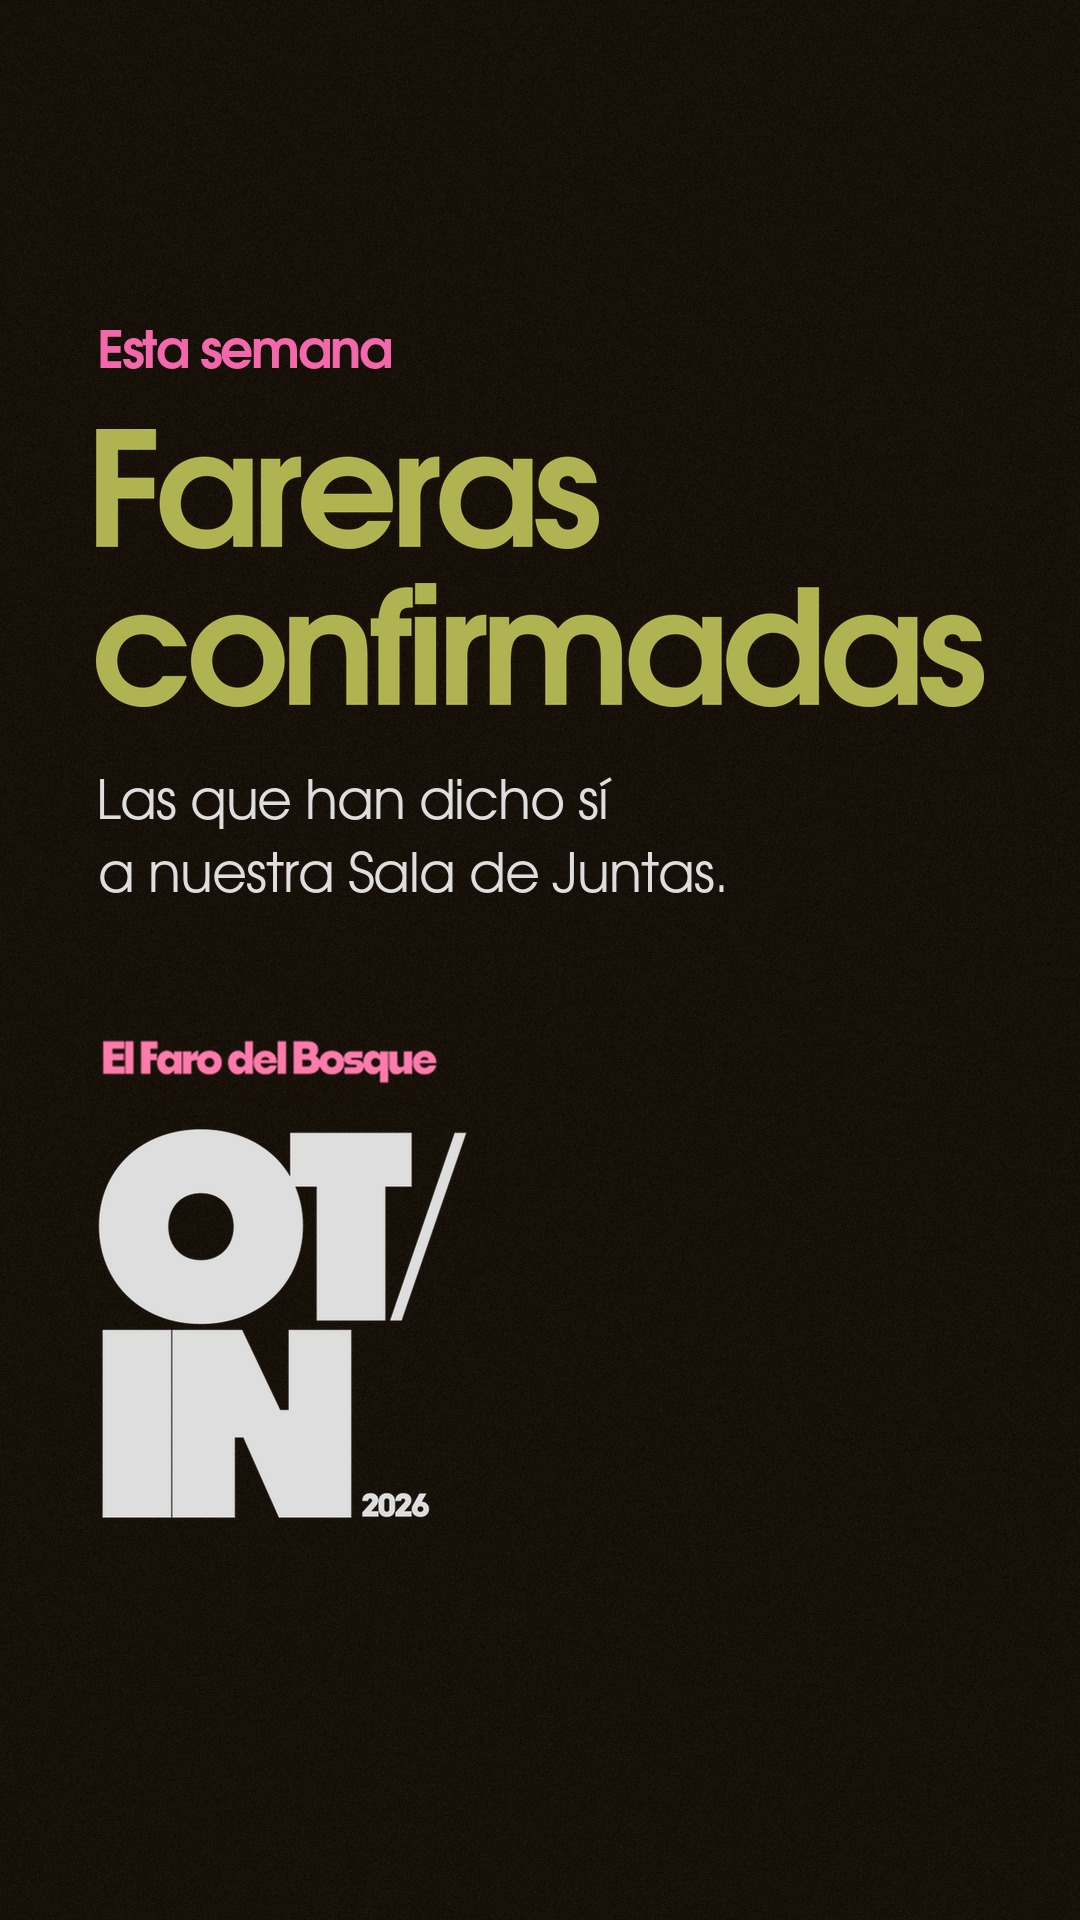 Esta semana
Fareras
confirmadas
Las que han dicho sí
a nuestra Sala de Juntas.
El Faro del Bosque
OT/
IN 2026